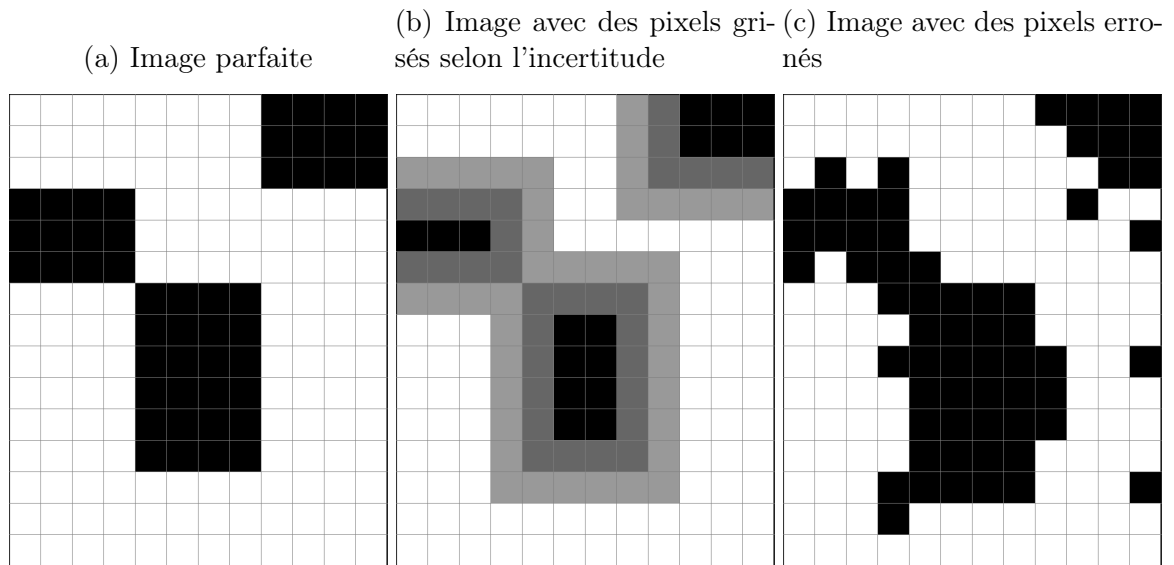 (a) Image parfaite
(b) Image avec des pixels gri-
sés selon l'incertitude
(c) Image avec des pixels erro-
nés